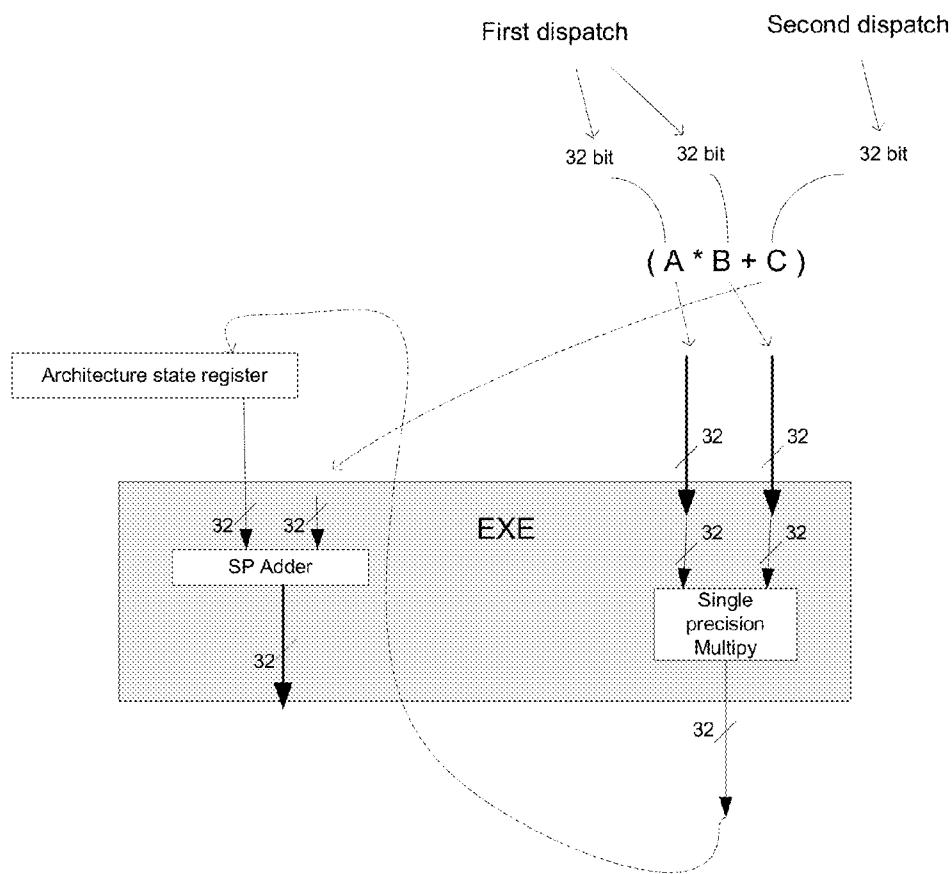 First dispatch
Second dispatch
32 bit
32 bit
32 bit
( A * B + C )
Architecture state register
32
32
32
32
EXE
32
32
SP Adder
Single
precision
Multipy
32
32